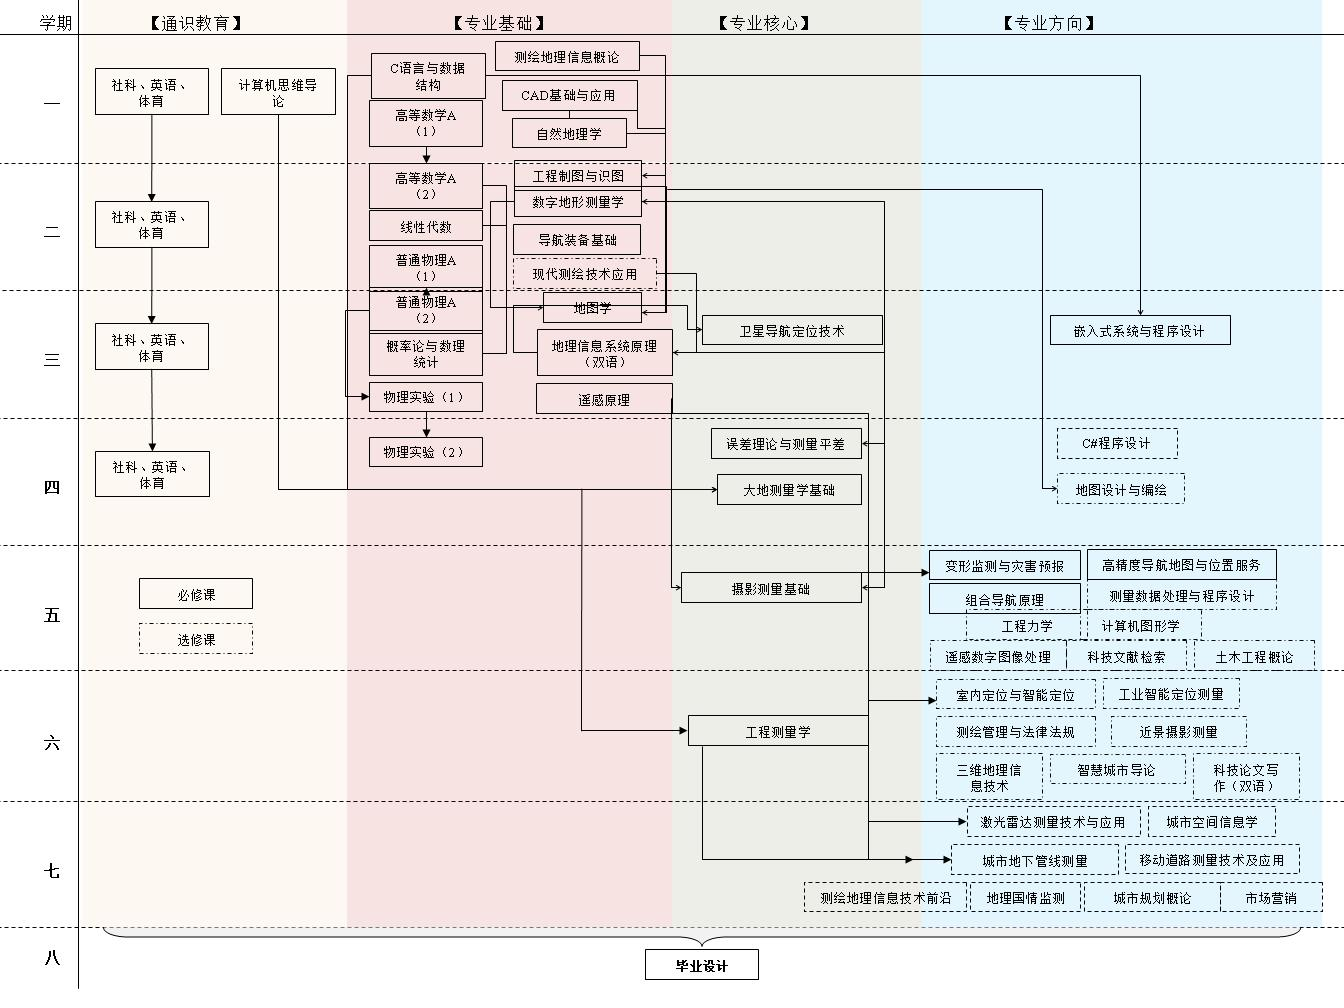 学期
【通识教育】
【专业基础】
【专业核心】
【专业方向】
一
社科、英语、
体育
计算机思维导
论
C语言与数据
结构
测绘地理信息概论
CAD基础与应用
高等数学A
（1）
自然地理学
二
社科、英语、
体育
高等数学A
（2）
工程制图与识图
数字地形测量学
线性代数
导航装备基础
普通物理A
（1）
现代测绘技术应用
三
社科、英语、
体育
普通物理A
（2）
地图学
卫星导航定位技术
嵌入式系统与程序设计
概率论与数理
统计
地理信息系统原理
（双语）
物理实验（1）
遥感原理
四
社科、英语、
体育
物理实验（2）
误差理论与测量平差
C#程序设计
大地测量学基础
地图设计与编绘
五
必修课
选修课
摄影测量基础
变形监测与灾害预报
高精度导航地图与位置服务
组合导航原理
测量数据处理与程序设计
工程力学
计算机图形学
遥感数字图像处理
科技文献检索
土木工程概论
六
工程测量学
室内定位与智能定位
工业智能定位测量
测绘管理与法律法规
近景摄影测量
三维地理信
息技术
智慧城市导论
科技论文写
作（双语）
七
激光雷达测量技术与应用
城市空间信息学
城市地下管线测量
移动道路测量技术及应用
测绘地理信息技术前沿
地理国情监测
城市规划概论
市场营销
八
毕业设计